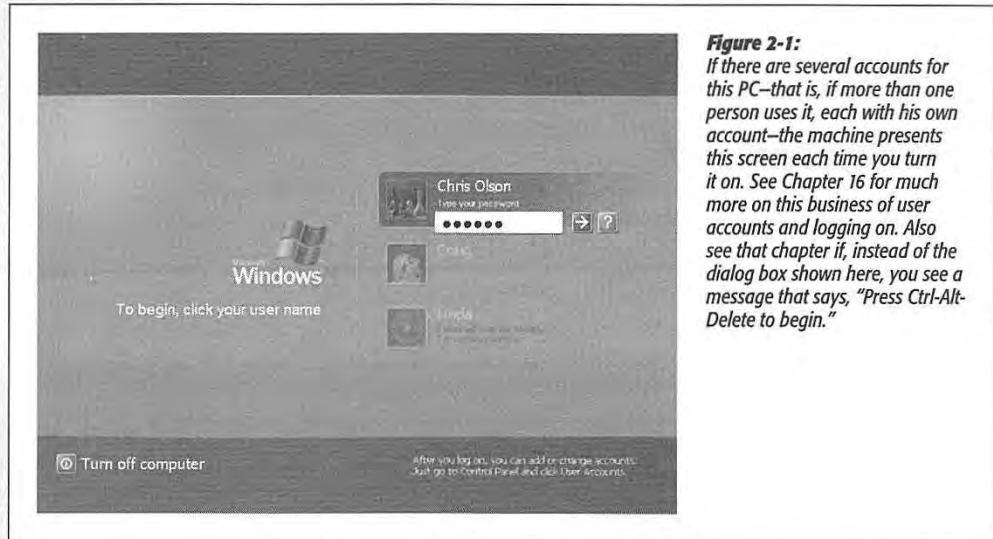 Chris Olson
Type your password
●●●●●●
?
Craig
Linda
Microsoft
Windows
To begin, click your user name
Turn off computer
After you log on, you can add or change accounts.
Just go to Control Panel and click User Accounts.
Figure 2-1:
If there are several accounts for
this PC—that is, if more than one
person uses it, each with his own
account—the machine presents
this screen each time you turn
it on. See Chapter 16 for much
more on this business of user
accounts and logging on. Also
see that chapter if, instead of the
dialog box shown here, you see a
message that says, "Press Ctrl-Alt-
Delete to begin."